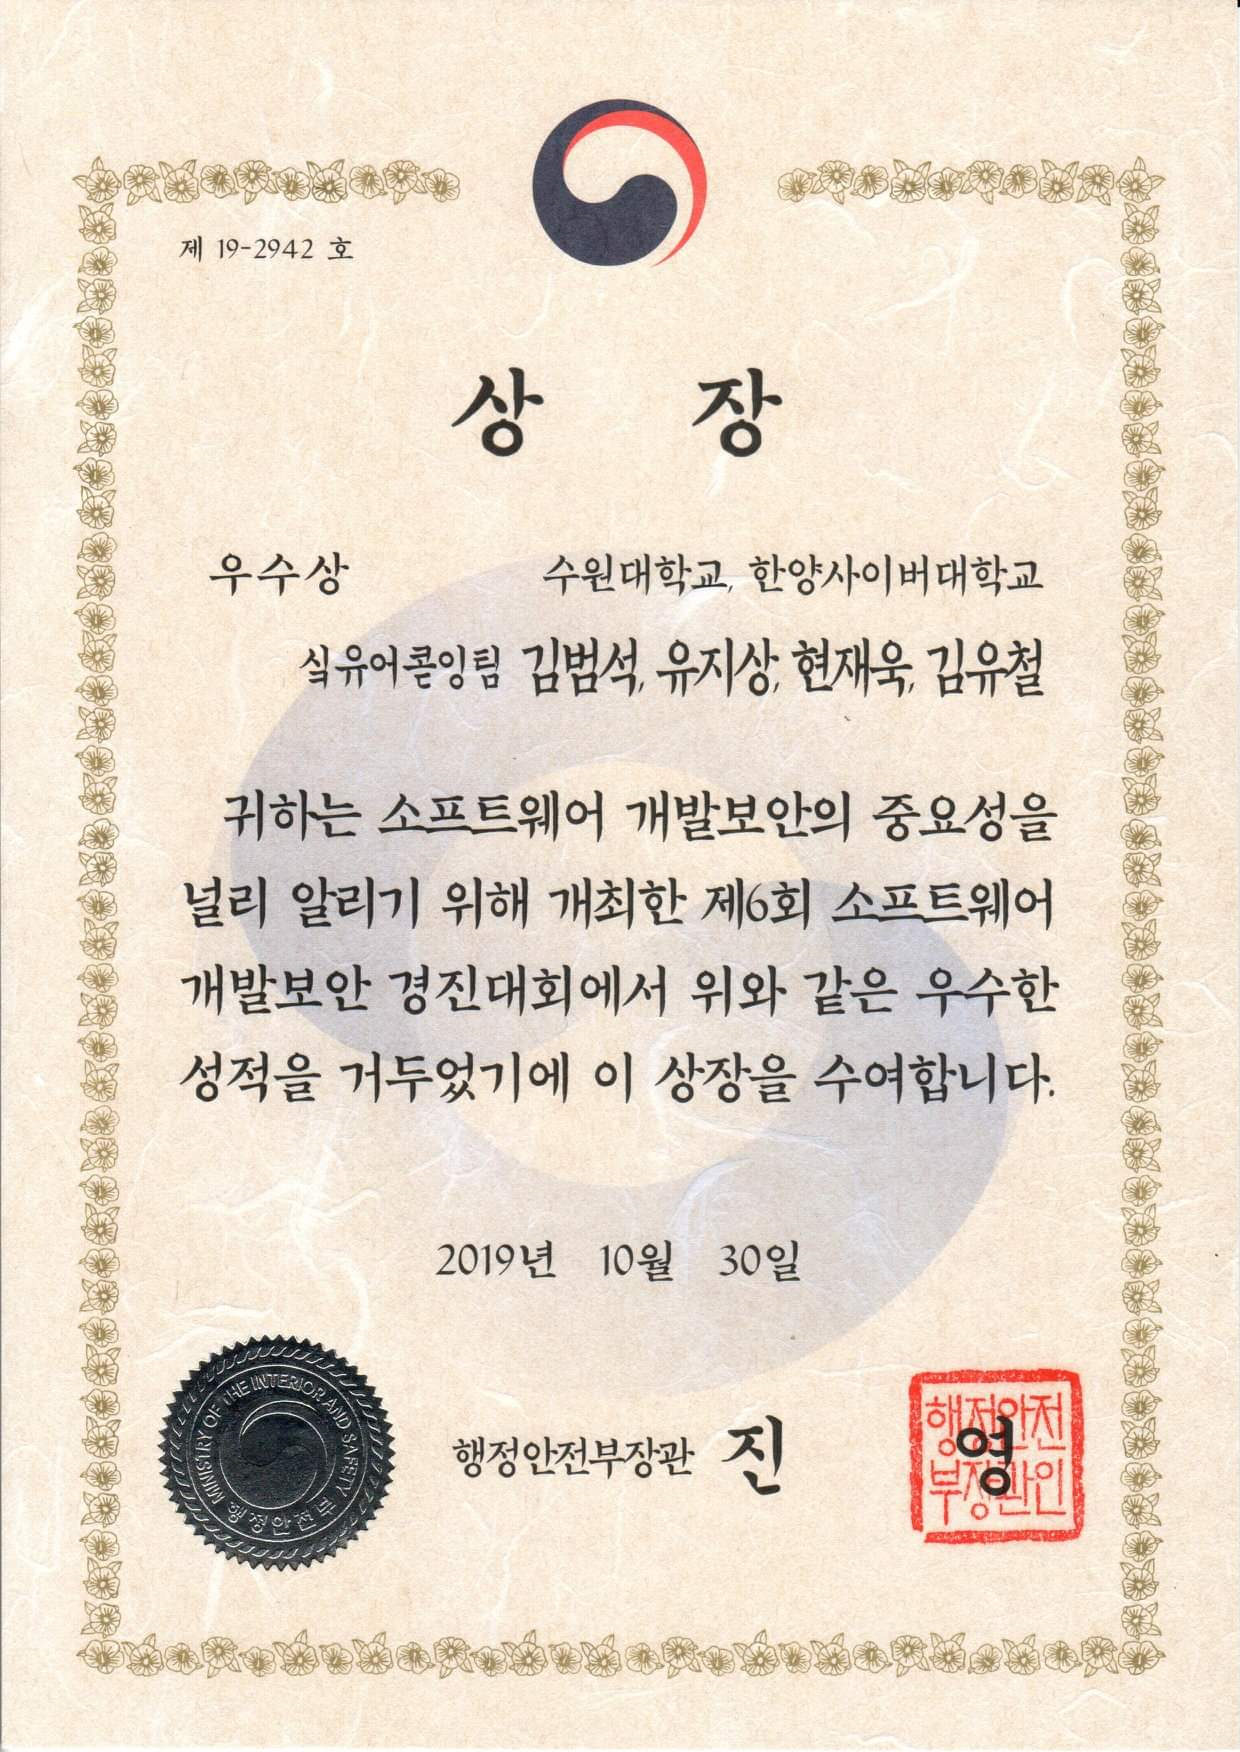 제 19-2942 호
상 장
우수상 수원대학교, 한양사이버대학교
싴유어콛잉팀 김범석, 유지상, 현재욱, 김유철
귀하는 소프트웨어 개발보안의 중요성을
널리 알리기 위해 개최한 제6회 소프트웨어
개발보안 경진대회에서 위와 같은 우수한
성적을 거두었기에 이 상장을 수여합니다.
2019년 10월 30일
행정안전부장관 진 영
행정안전
부장관인
MINISTRY OF THE INTERIOR AND SAFETY
행정안전부